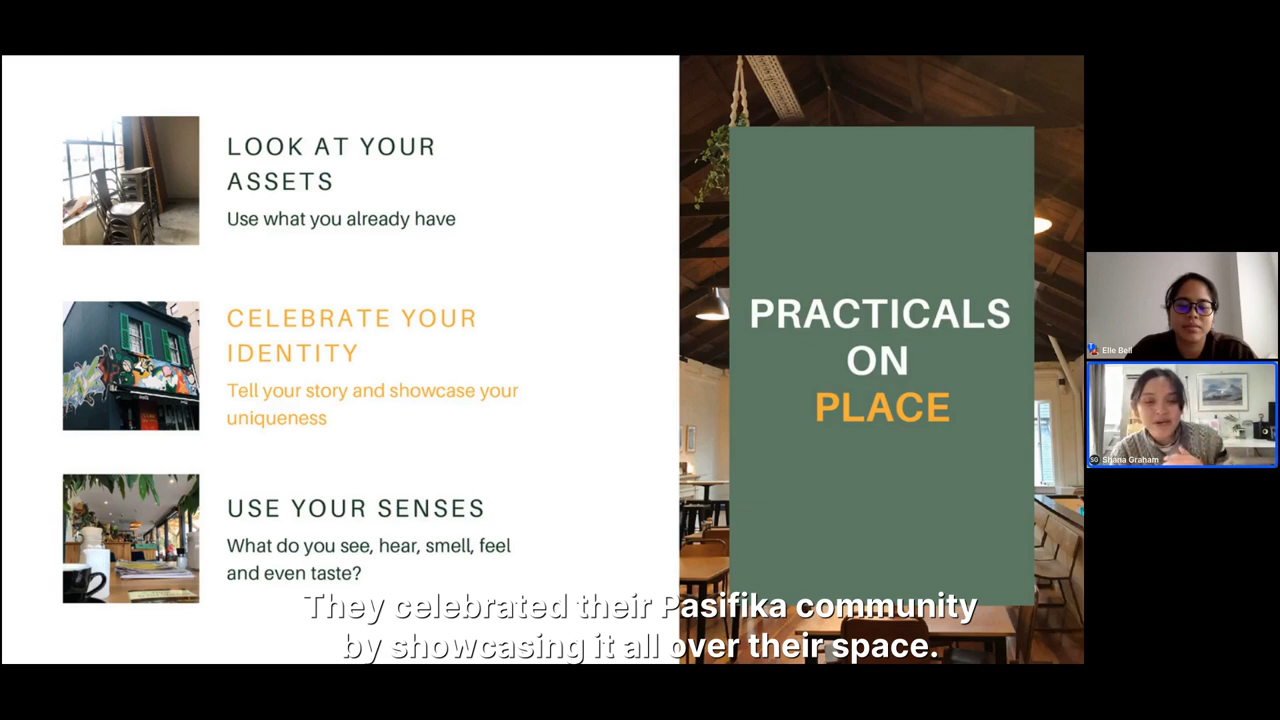 LOOK AT YOUR
ASSETS
Use what you already have
CELEBRATE YOUR
IDENTITY
Tell your story and showcase your
uniqueness
USE YOUR SENSES
What do you see, hear, smell, feel
and even taste?
PRACTICALS
ON
PLACE
Elle Bell
SG Shana Graham
They celebrated their Pasifika community
by showcasing it all over their space.